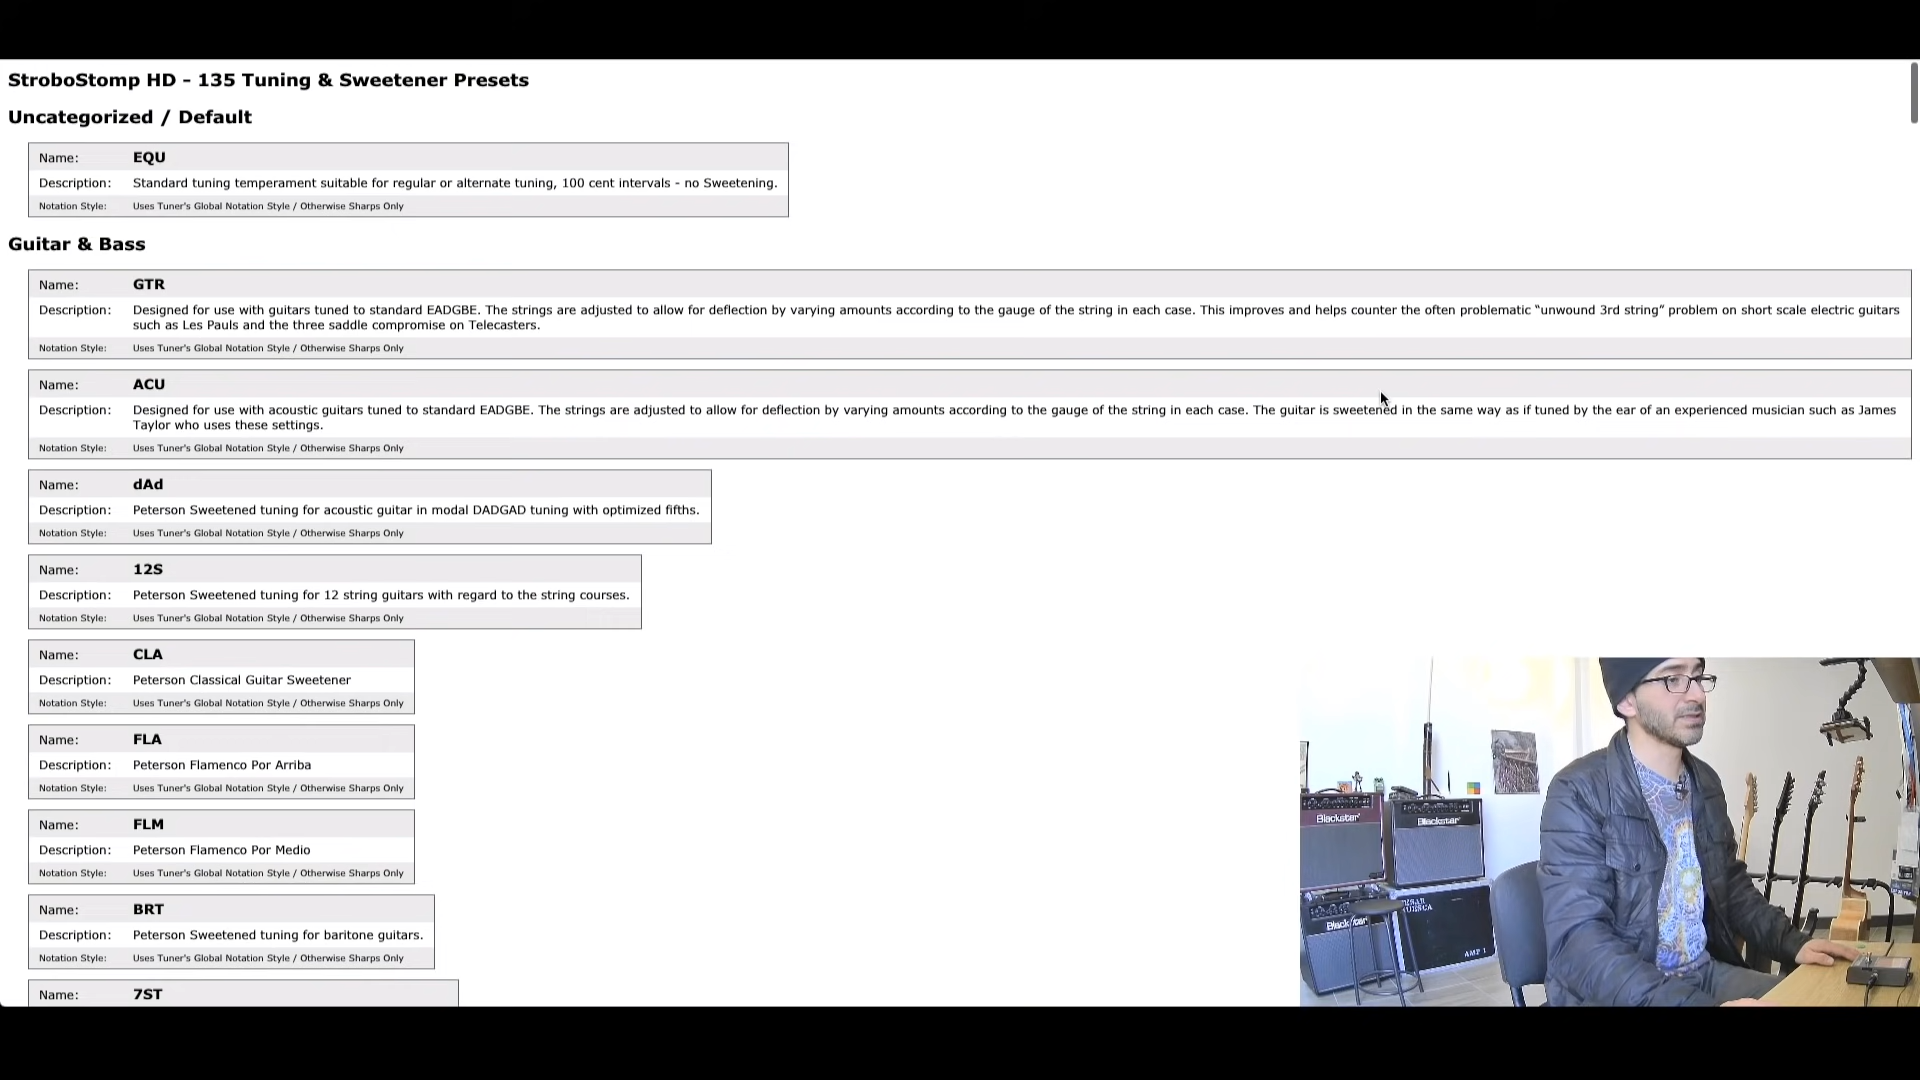 StroboStomp HD - 135 Tuning & Sweetener Presets
Uncategorized / Default
Name: EQU
Description: Standard tuning temperament suitable for regular or alternate tuning, 100 cent intervals - no Sweetening.
Notation Style: Uses Tuner's Global Notation Style / Otherwise Sharps Only
Guitar & Bass
Name: GTR
Description: Designed for use with guitars tuned to standard EADGBE. The strings are adjusted to allow for deflection by varying amounts according to the gauge of the string in each case. This improves and helps counter the often problematic “unwound 3rd string” problem on short scale electric guitars
such as Les Pauls and the three saddle compromise on Telecasters.
Notation Style: Uses Tuner's Global Notation Style / Otherwise Sharps Only
Name: ACU
Description: Designed for use with acoustic guitars tuned to standard EADGBE. The strings are adjusted to allow for deflection by varying amounts according to the gauge of the string in each case. The guitar is sweetened in the same way as if tuned by the ear of an experienced musician such as James
Taylor who uses these settings.
Notation Style: Uses Tuner's Global Notation Style / Otherwise Sharps Only
Name: dAd
Description: Peterson Sweetened tuning for acoustic guitar in modal DADGAD tuning with optimized fifths.
Notation Style: Uses Tuner's Global Notation Style / Otherwise Sharps Only
Name: 12S
Description: Peterson Sweetened tuning for 12 string guitars with regard to the string courses.
Notation Style: Uses Tuner's Global Notation Style / Otherwise Sharps Only
Name: CLA
Description: Peterson Classical Guitar Sweetener
Notation Style: Uses Tuner's Global Notation Style / Otherwise Sharps Only
Name: FLA
Description: Peterson Flamenco Por Arriba
Notation Style: Uses Tuner's Global Notation Style / Otherwise Sharps Only
Name: FLM
Description: Peterson Flamenco Por Medio
Notation Style: Uses Tuner's Global Notation Style / Otherwise Sharps Only
Name: BRT
Description: Peterson Sweetened tuning for baritone guitars.
Notation Style: Uses Tuner's Global Notation Style / Otherwise Sharps Only
Name: 7ST
Blackstar
Blackstar
Blackstar
AMP 1